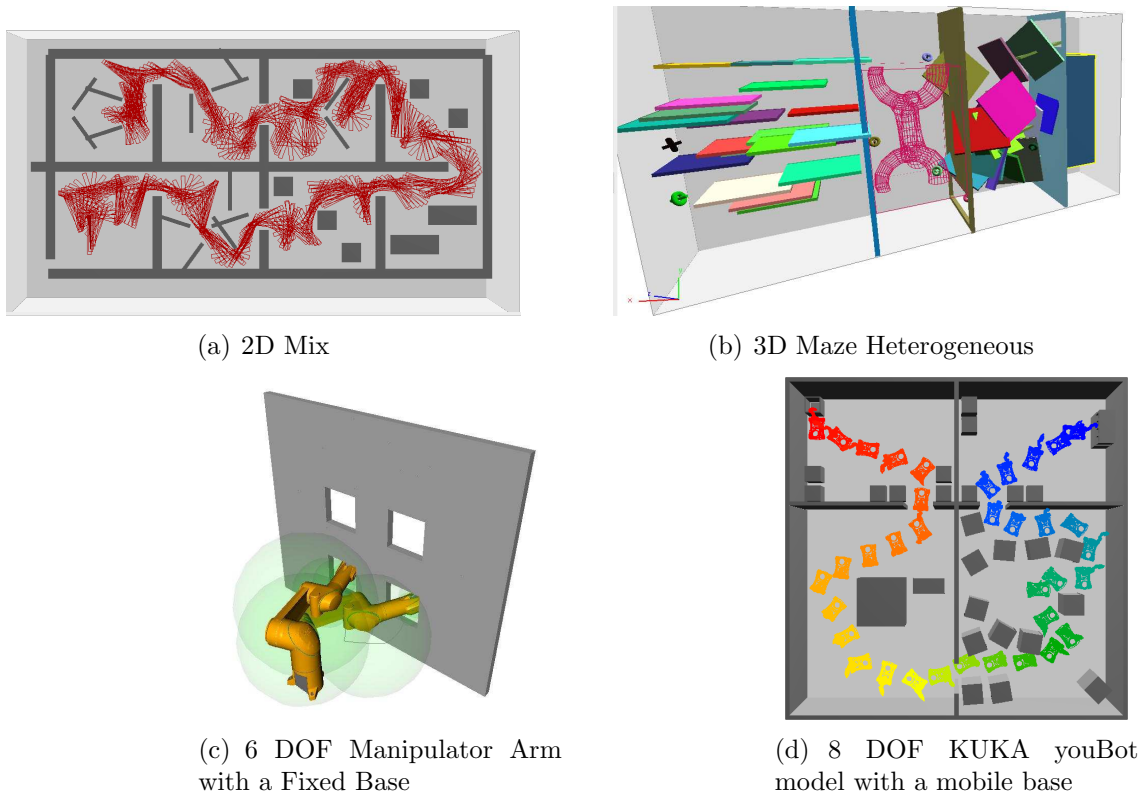 (a) 2D Mix
(b) 3D Maze Heterogeneous
(c) 6 DOF Manipulator Arm
with a Fixed Base
(d) 8 DOF KUKA youBot
model with a mobile base